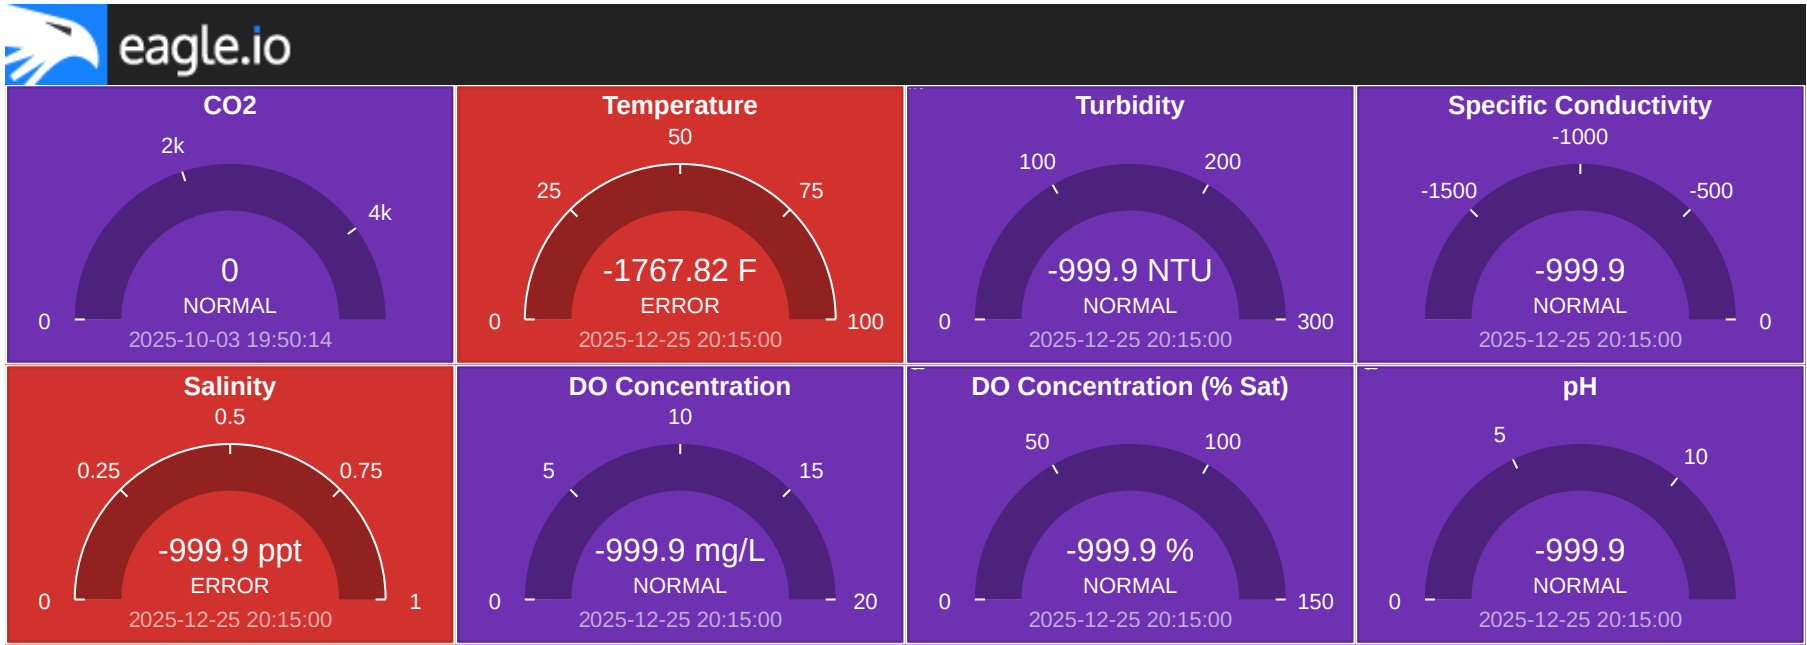 eagle.io
CO2
2k
4k
0
NORMAL
0
2025-10-03 19:50:14
Temperature
50
25
75
-1767.82 F
ERROR
0
100
2025-12-25 20:15:00
Turbidity
100
200
-999.9 NTU
NORMAL
0
300
2025-12-25 20:15:00
Specific Conductivity
-1000
-1500
-500
-999.9
NORMAL
0
2025-12-25 20:15:00
Salinity
0.5
0.25
0.75
-999.9 ppt
ERROR
0
1
2025-12-25 20:15:00
DO Concentration
10
5
15
-999.9 mg/L
NORMAL
0
20
2025-12-25 20:15:00
DO Concentration (% Sat)
50
100
-999.9 %
NORMAL
0
150
2025-12-25 20:15:00
pH
5
10
-999.9
NORMAL
0
2025-12-25 20:15:00